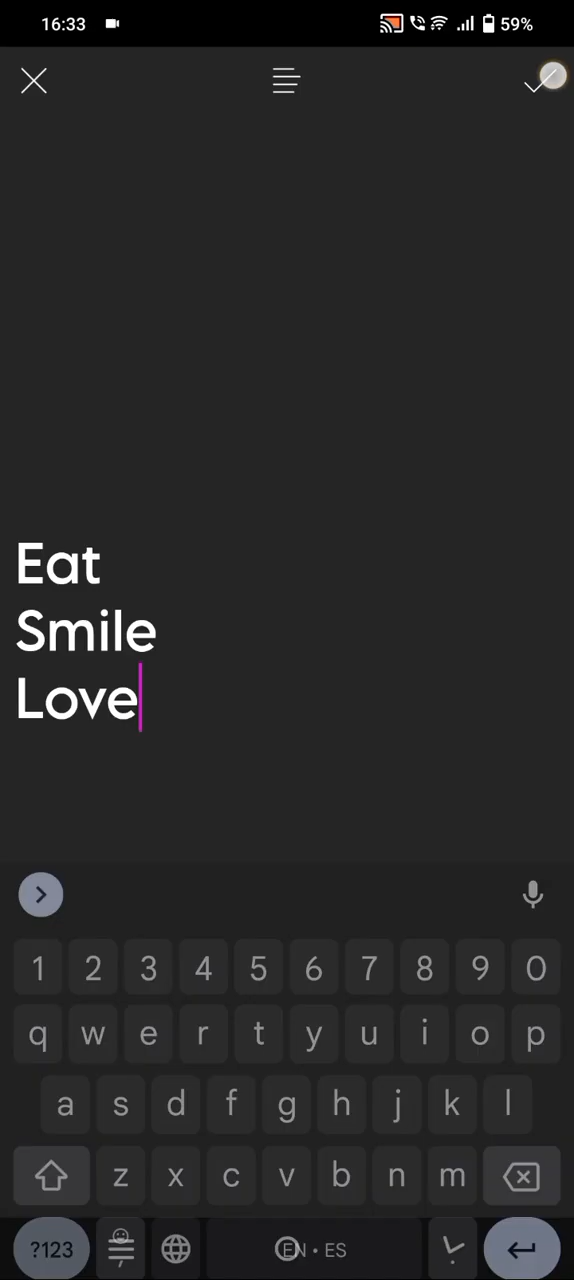 16:33
59%
Eat
Smile
Love
1 2 3 4 5 6 7 8 9 0
q w e r t y u i o p
a s d f g h j k l
z x c v b n m
?123 , EN • ES .